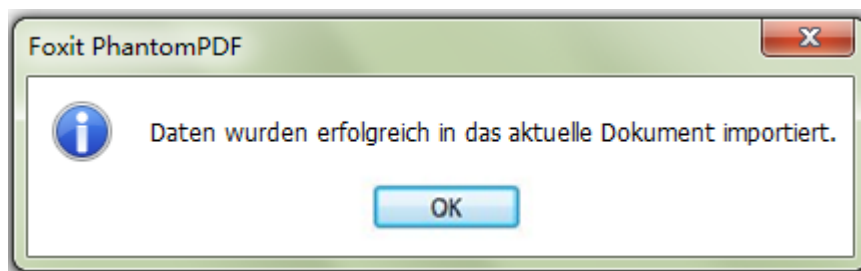 Foxit PhantomPDF
Daten wurden erfolgreich in das aktuelle Dokument importiert.
OK